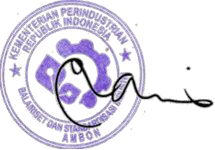 KEMENTERIAN PERINDUSTRIAN
REPUBLIK INDONESIA
BALAI RISET DAN STANDARDISASI
AMBON